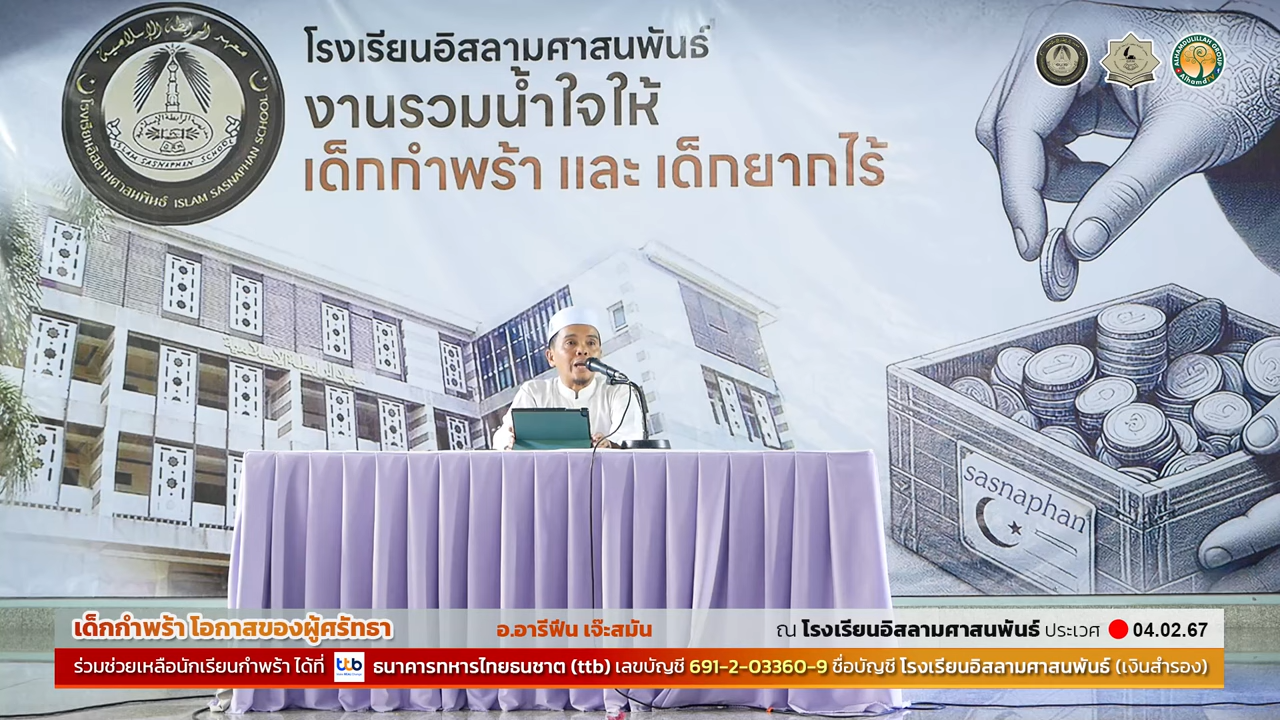 معهد الرابطة الإسلامية
ISLAM SASNAPHAN SCHOOL
โรงเรียนอิสลามศาสนพันธ์ ISLAM SASNAPHAN SCHOOL
โรงเรียนอิสลามศาสนพันธ์
งานรวมน้ำใจให้
เด็กกำพร้า และ เด็กยากไร้
ALHAMDULILLAH GROUP
AlhamdTV
معهد الرابطة الإسلامية
sasnaphan
เด็กกำพร้า โอกาสของผู้ศรัทธา
อ.อารีฟีน เจ๊ะสมัน
ณ โรงเรียนอิสลามศาสนพันธ์ ประเวศ 04.02.67
ร่วมช่วยเหลือนักเรียนกำพร้า ได้ที่ ttb ธนาคารทหารไทยธนชาต (ttb) เลขบัญชี 691-2-03360-9 ชื่อบัญชี โรงเรียนอิสลามศาสนพันธ์ (เงินสำรอง)